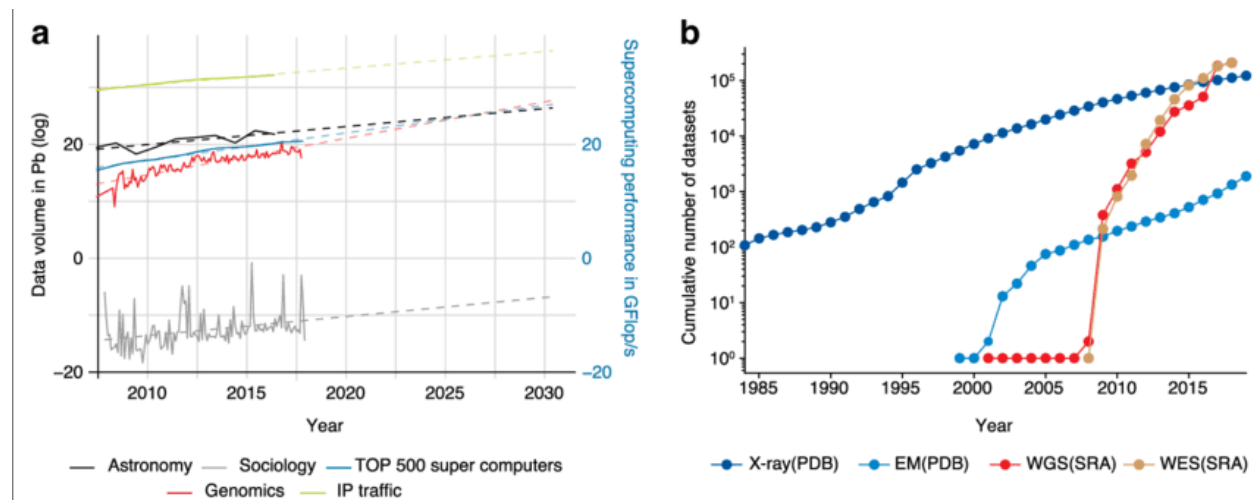 a
Data volume in Pb (log)
20
0
−20
2010
2015
2020
2025
2030
Year
20
0
−20
Supercomputing performance in GFlop/s
Astronomy
Sociology
TOP 500 super computers
Genomics
IP traffic
b
Cumulative number of datasets
10⁵
10⁴
10³
10²
10¹
10⁰
1985
1990
1995
2000
2005
2010
2015
Year
X-ray(PDB)
EM(PDB)
WGS(SRA)
WES(SRA)